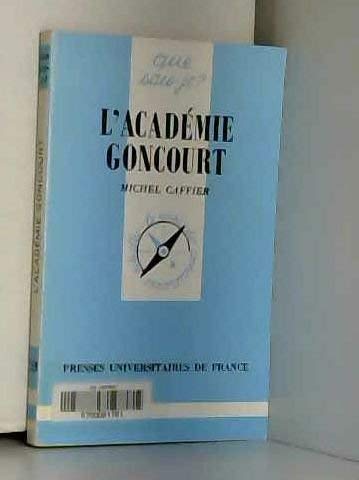 que
sais-je?
L'ACADÉMIE
GONCOURT
MICHEL CAFFIER
PRESSES UNIVERSITAIRES DE FRANCE
L'ACADÉMIE GONCOURT